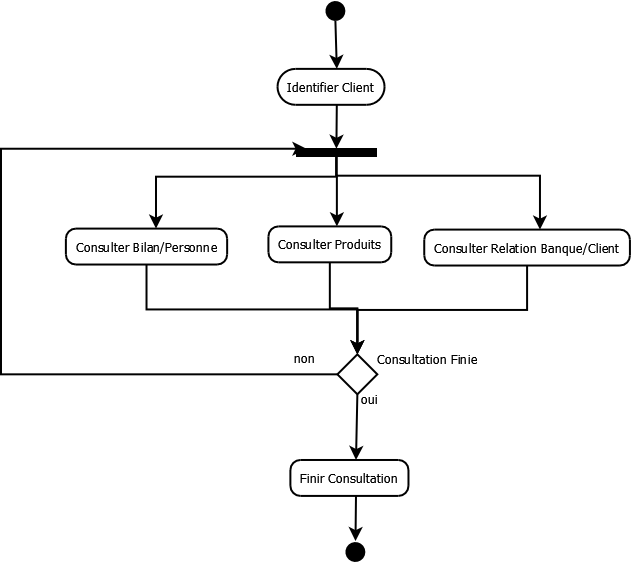 Identifier Client
Consulter Bilan/Personne
Consulter Produits
Consulter Relation Banque/Client
non
Consultation Finie
oui
Finir Consultation